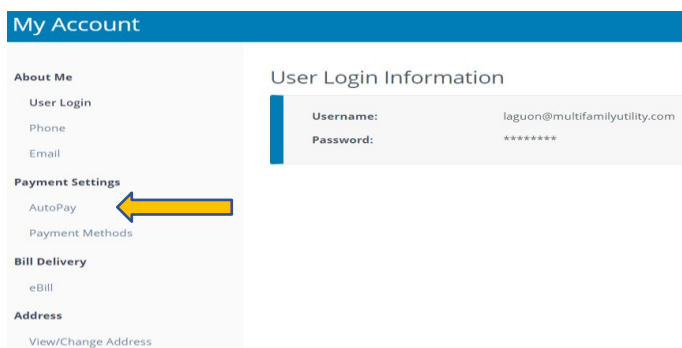 My Account
About Me
User Login
Phone
Email
Payment Settings
AutoPay
Payment Methods
Bill Delivery
eBill
Address
View/Change Address
User Login Information
Username: laguon@multifamilyutility.com
Password: ********